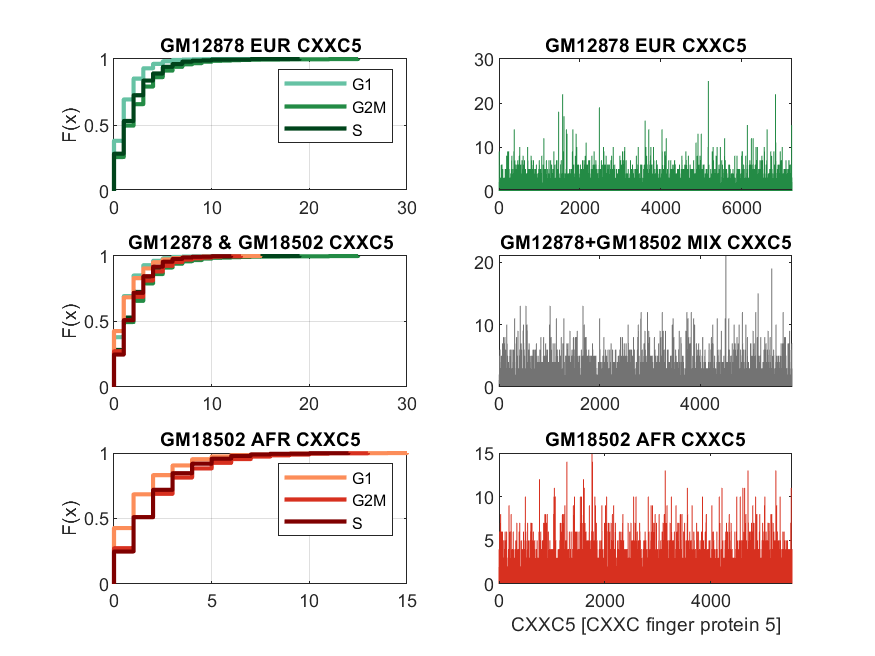 GM12878 EUR CXXC5
F(x)
1
0.5
0
0 10 20 30
G1
G2M
S
GM12878 EUR CXXC5
30
20
10
0
0 2000 4000 6000
GM12878 & GM18502 CXXC5
F(x)
1
0.5
0
0 10 20 30
GM12878+GM18502 MIX CXXC5
20
10
0
0 2000 4000
GM18502 AFR CXXC5
F(x)
1
0.5
0
0 5 10 15
G1
G2M
S
GM18502 AFR CXXC5
15
10
5
0
0 2000 4000
CXXC5 [CXXC finger protein 5]